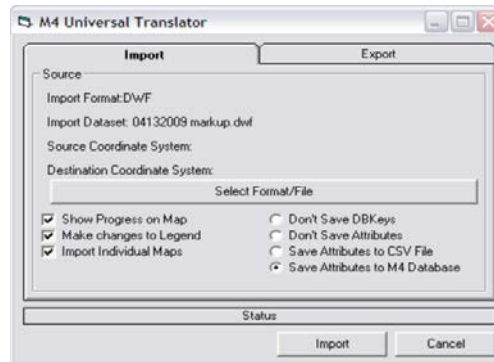 M4 Universal Translator
Import Export
Source
Import Format:DWF
Import Dataset: 04132009 markup.dwf
Source Coordinate System:
Destination Coordinate System:
Select Format/File
Show Progress on Map Don't Save DBKeys
Make changes to Legend Don't Save Attributes
Import Individual Maps Save Attributes to CSV File
Save Attributes to M4 Database
Status
Import Cancel